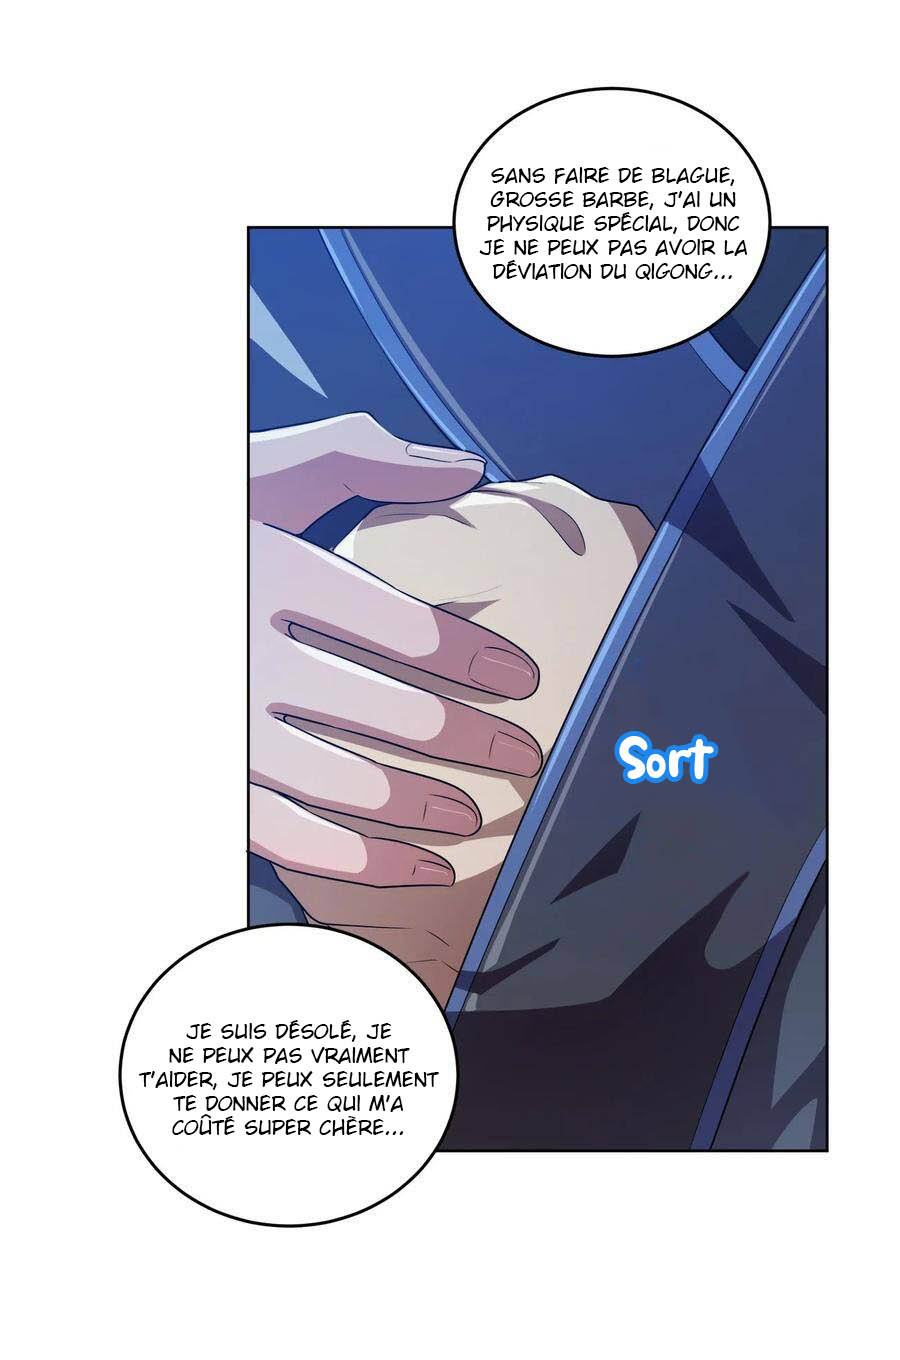 SANS FAIRE DE BLAGUE,
GROSSE BARBE, J'AI UN
PHYSIQUE SPÉCIAL, DONC
JE NE PEUX PAS AVOIR LA
DÉVIATION DU QIGONG...
Sort
JE SUIS DÉSOLÉ, JE
NE PEUX PAS VRAIMENT
T'AIDER, JE PEUX SEULEMENT
TE DONNER CE QUI M'A
COÛTÉ SUPER CHÈRE...